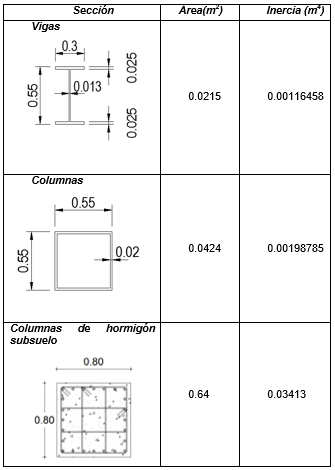 Sección Area(m²) Inercia (m⁴)
Vigas
0.3
0.025
0.55
0.013
0.025
0.0215 0.00116458
Columnas
0.55
0.55
0.02
0.0424 0.00198785
Columnas de hormigón
subsuelo
0.80
0.80
0.64 0.03413